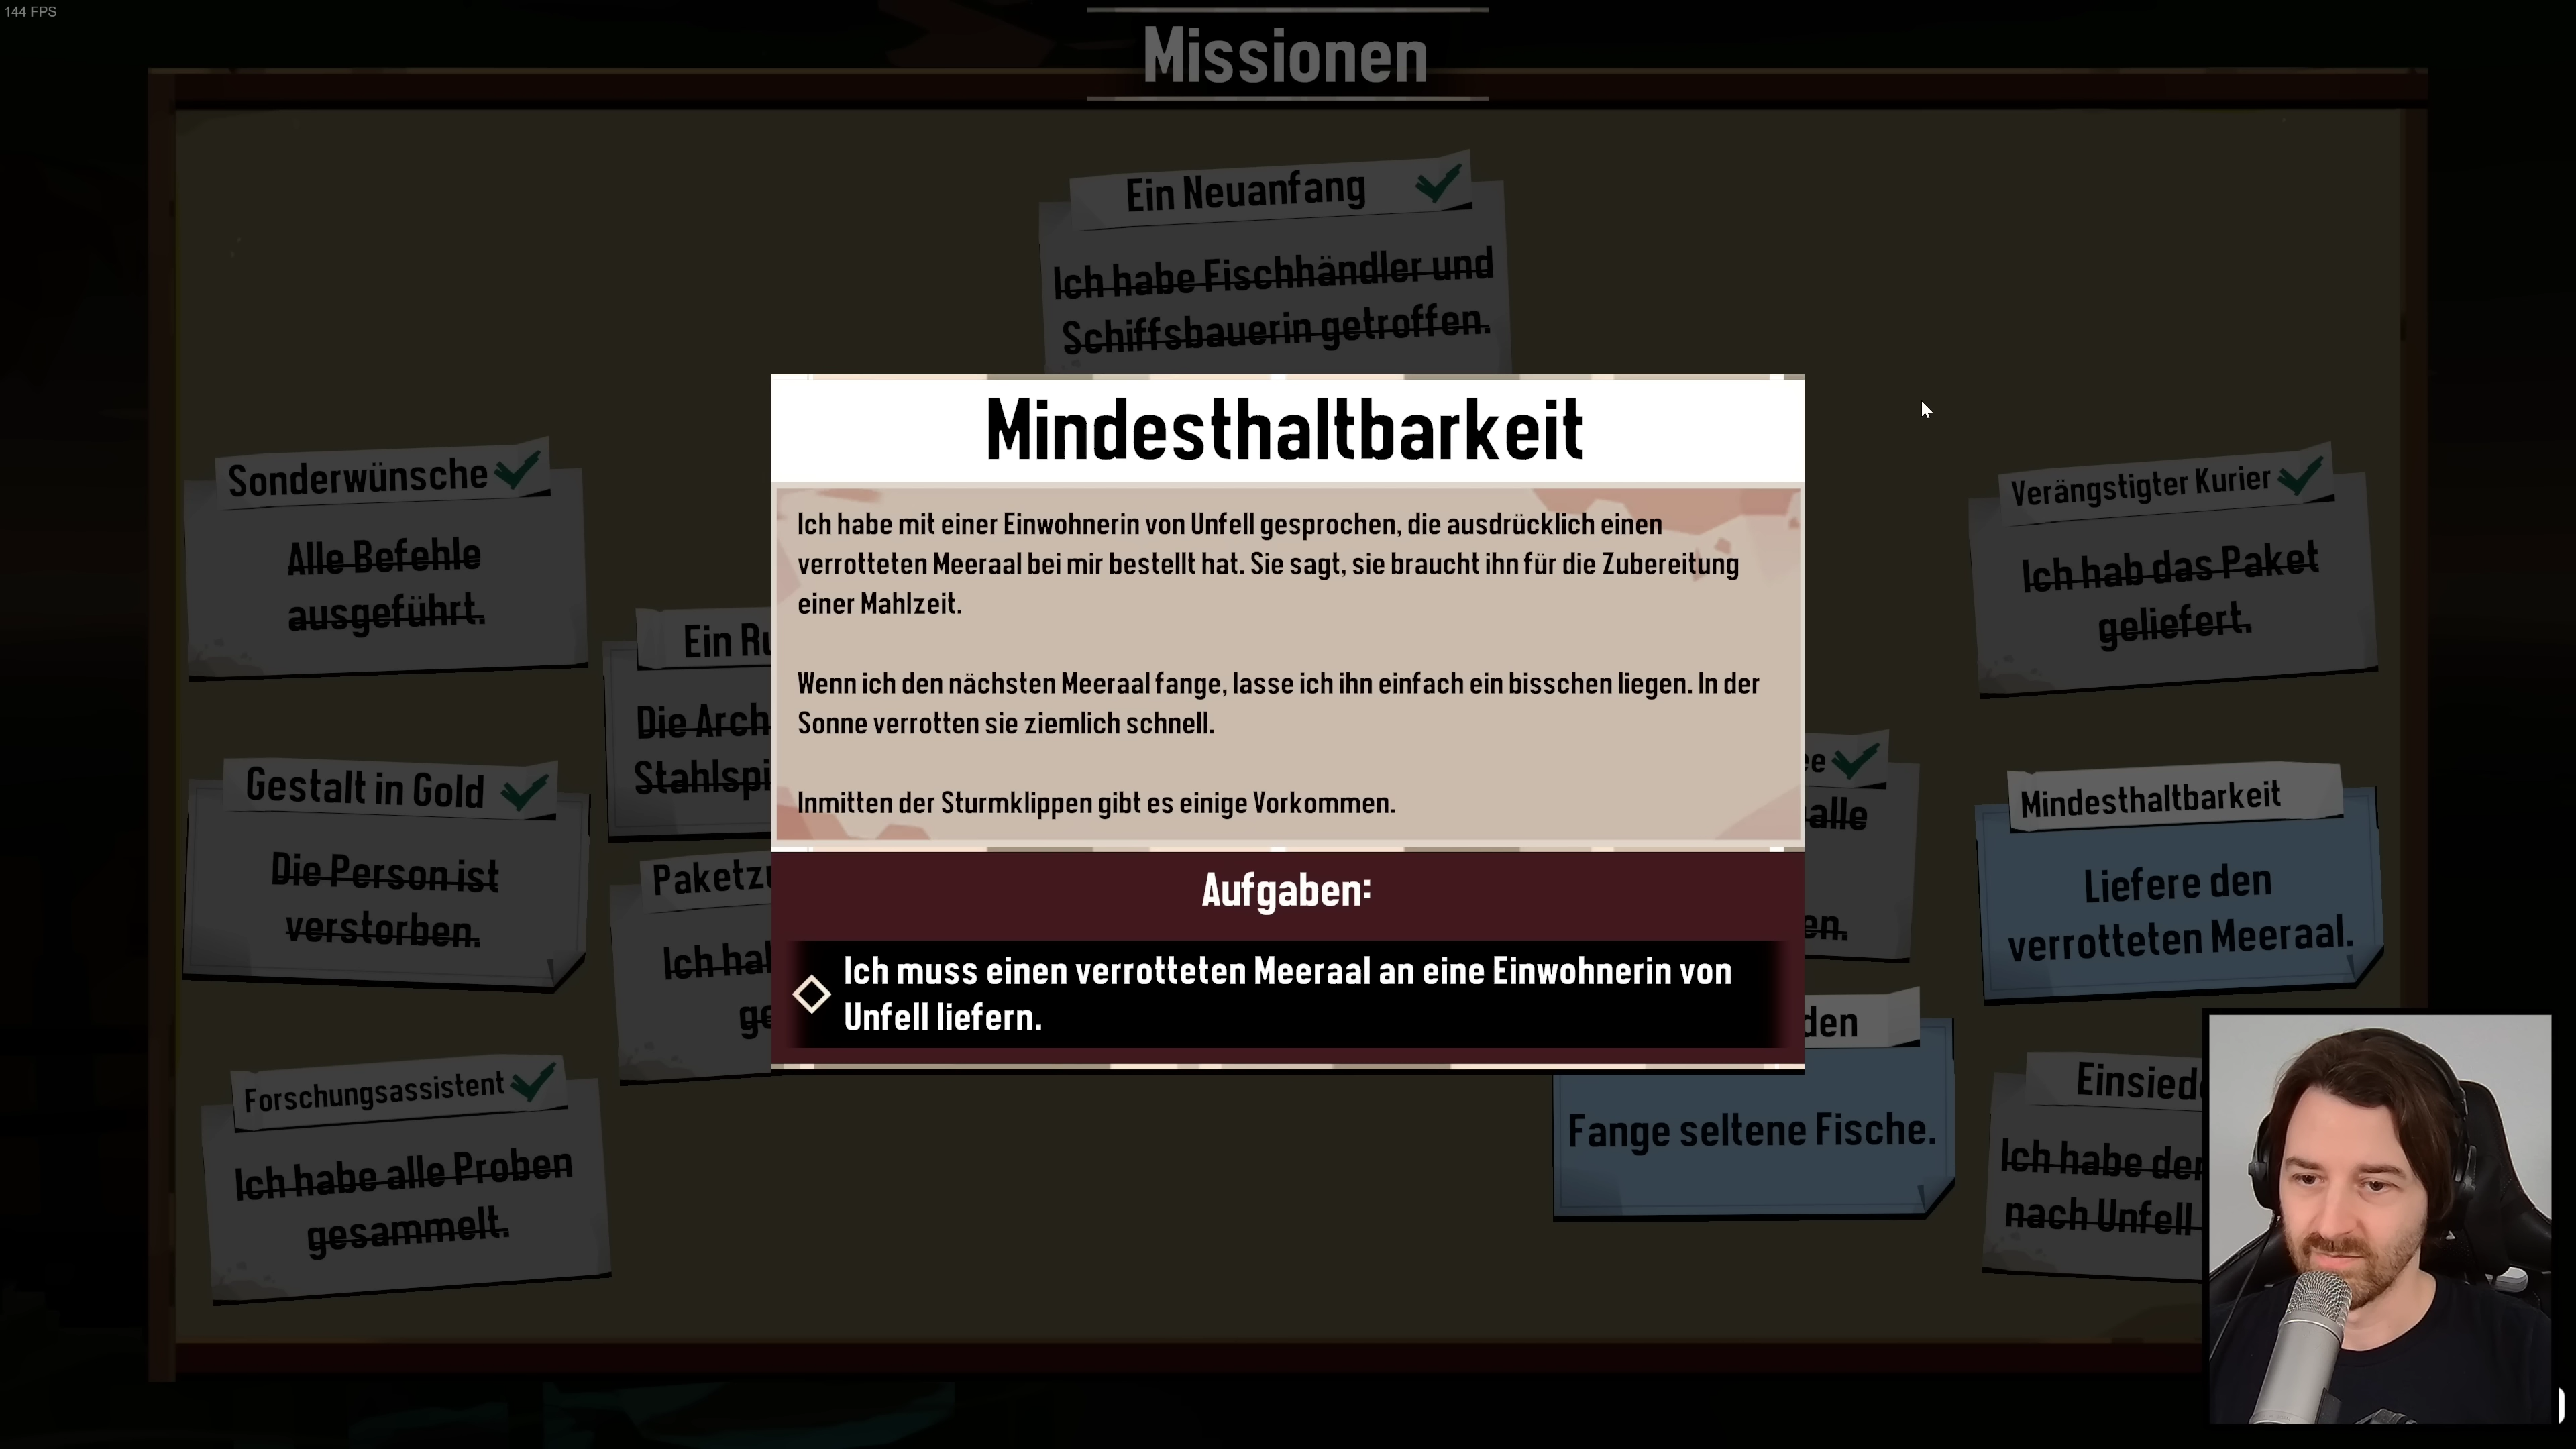 144 FPS
Missionen
Ein Neuanfang
Ich habe Fischhändler und
Schiffsbauerin getroffen.
Mindesthaltbarkeit
Ich habe mit einer Einwohnerin von Unfell gesprochen, die ausdrücklich einen
verrotteten Meeraal bei mir bestellt hat. Sie sagt, sie braucht ihn für die Zubereitung
einer Mahlzeit.
Wenn ich den nächsten Meeraal fange, lasse ich ihn einfach ein bisschen liegen. In der
Sonne verrotten sie ziemlich schnell.
Inmitten der Sturmklippen gibt es einige Vorkommen.
Aufgaben:
Ich muss einen verrotteten Meeraal an eine Einwohnerin von
Unfell liefern.
Sonderwünsche
Alle Befehle
ausgeführt.
Gestalt in Gold
Die Person ist
verstorben.
Forschungsassistent
Ich habe alle Proben
gesammelt.
Ein Ru
Die Arch
Stahlspi
Paketzu
Ich hal
ge
ee
alle
en.
den
Fange seltene Fische.
Verängstigter Kurier
Ich hab das Paket
geliefert.
Mindesthaltbarkeit
Liefere den
verrotteten Meeraal.
Einsied
Ich habe der
nach Unfell